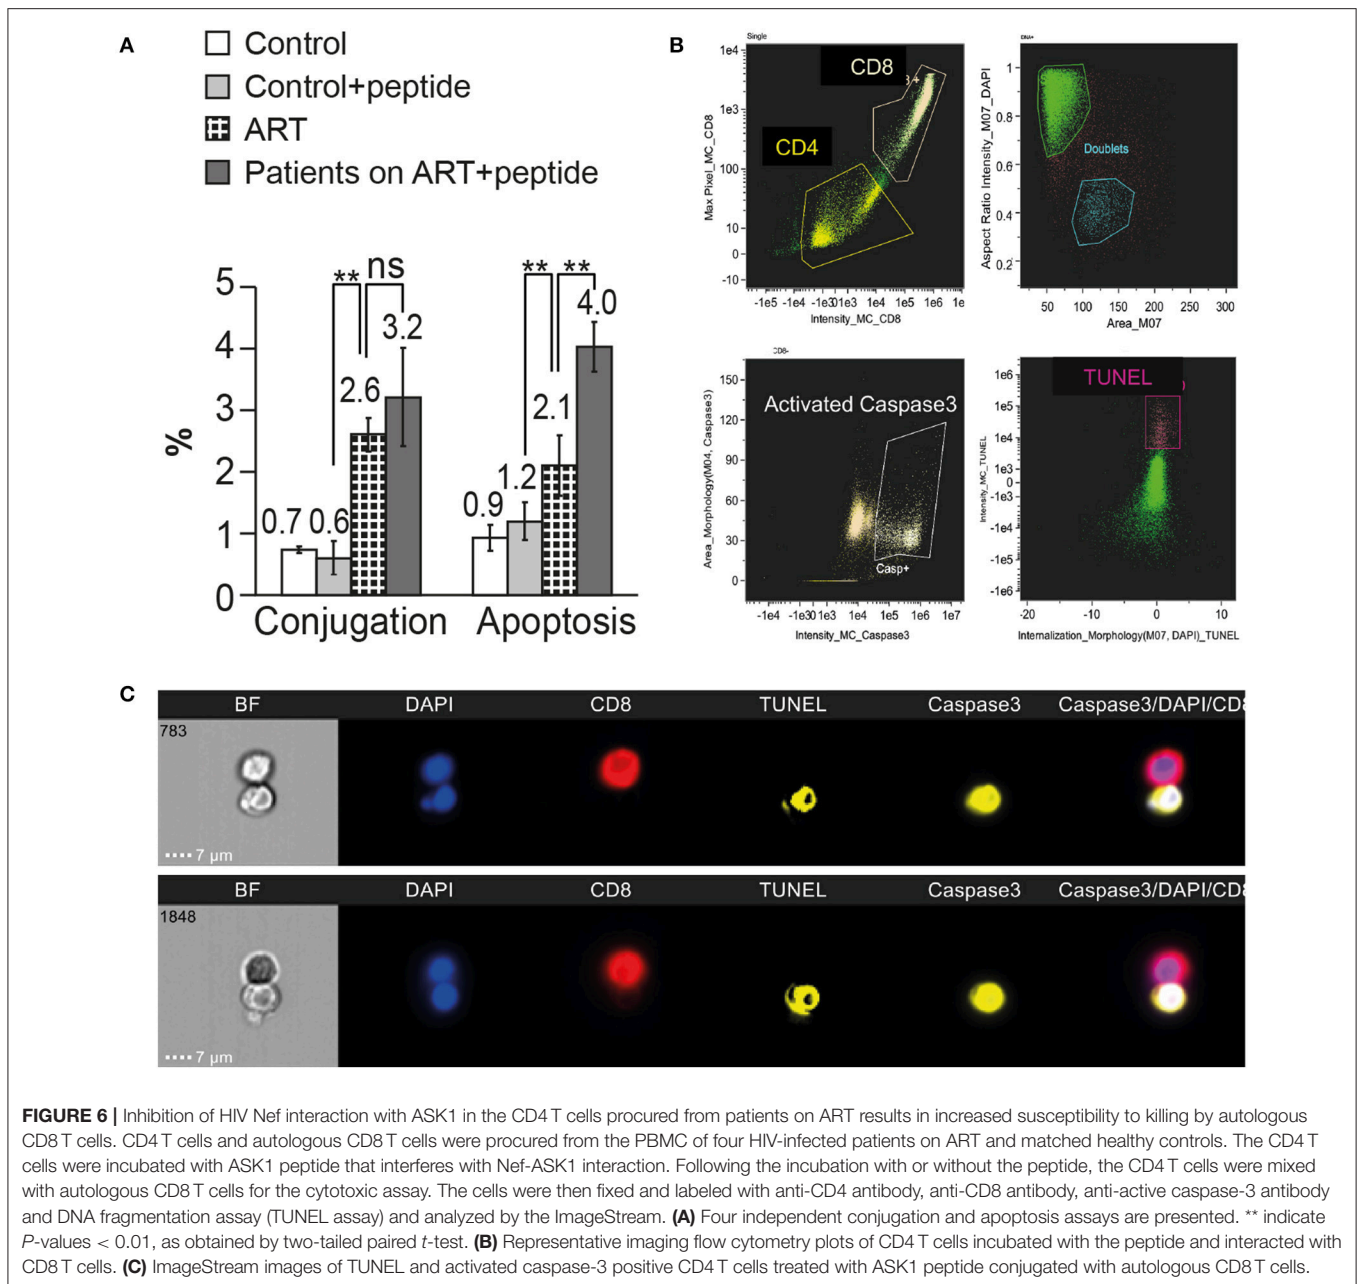 A
Control
Control+peptide
ART
Patients on ART+peptide
5
4
3
2
1
0
%
** ns
0.7 0.6 2.6 3.2
** **
0.9 1.2 2.1 4.0
Conjugation Apoptosis
B
Single
CD8
CD4
1e4
1e3
100
10
0
-10
Max Pixel_MC_CD8
-1e5 -1e4 -1e3 0 1e3 1e4 1e5 1e6 1e
Intensity_MC_CD8
DNA+
1
0.8
0.6
0.4
0.2
Aspect Ratio Intensity_M07_DAPI
Doublets
50 100 150 200 250 300
Area_M07
CD8-
Activated Caspase3
150
120
90
60
30
0
Area_Morphology(M04, Caspase3)
Casp+
-1e4 -1e3 0 1e3 1e4 1e5 1e6 1e7
Intensity_MC_Caspase3
TUNEL
1e6
1e5
1e4
1e3
0
-1e3
-1e4
-1e5
-1e6
Intensity_MC_TUNEL
-20 -10 0 10
Internalization_Morphology(M07, DAPI)_TUNEL
C
BF DAPI CD8 TUNEL Caspase3 Caspase3/DAPI/CD8
783
7 µm
BF DAPI CD8 TUNEL Caspase3 Caspase3/DAPI/CD8
1848
7 µm
FIGURE 6 | Inhibition of HIV Nef interaction with ASK1 in the CD4 T cells procured from patients on ART results in increased susceptibility to killing by autologous
CD8 T cells. CD4 T cells and autologous CD8 T cells were procured from the PBMC of four HIV-infected patients on ART and matched healthy controls. The CD4 T
cells were incubated with ASK1 peptide that interferes with Nef-ASK1 interaction. Following the incubation with or without the peptide, the CD4 T cells were mixed
with autologous CD8 T cells for the cytotoxic assay. The cells were then fixed and labeled with anti-CD4 antibody, anti-CD8 antibody, anti-active caspase-3 antibody
and DNA fragmentation assay (TUNEL assay) and analyzed by the ImageStream. (A) Four independent conjugation and apoptosis assays are presented. ** indicate
P-values < 0.01, as obtained by two-tailed paired t-test. (B) Representative imaging flow cytometry plots of CD4 T cells incubated with the peptide and interacted with
CD8 T cells. (C) ImageStream images of TUNEL and activated caspase-3 positive CD4 T cells treated with ASK1 peptide conjugated with autologous CD8 T cells.